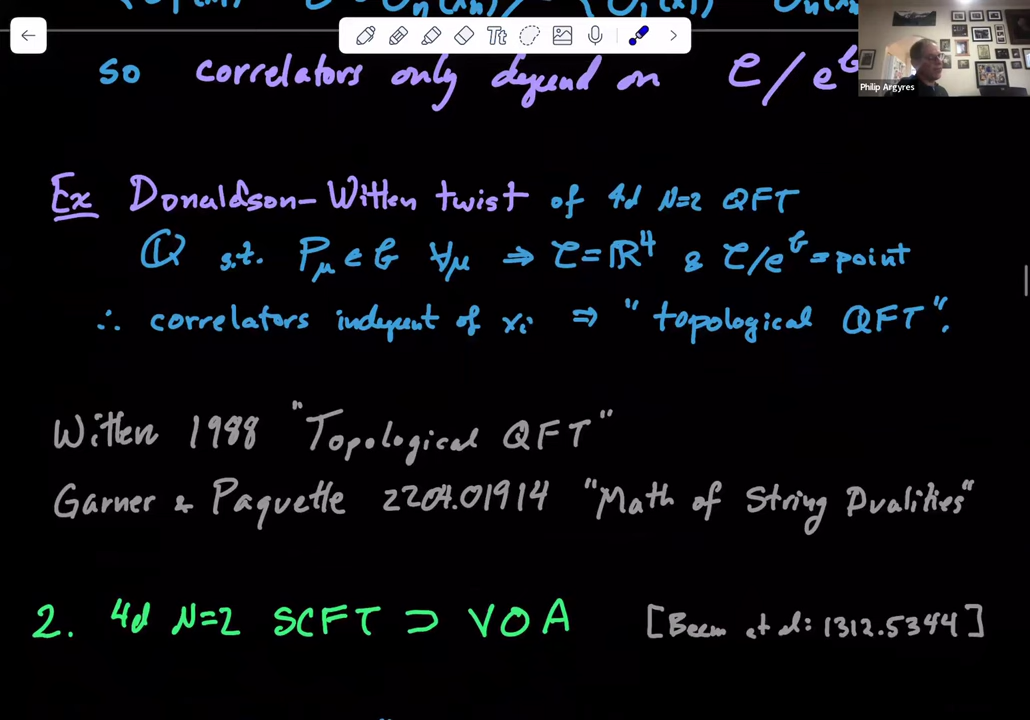 Tt
Philip Argyres
so correlators only depend on C/e^G
Ex Donaldson-Witten twist of 4d N=2 QFT
Q s.t. Pμ ∈ G ∀μ ⇒ C=ℝ⁴ & C/e^G = point
∴ correlators indepent of xi ⇒ "topological QFT".
Witten 1988 "Topological QFT"
Garner & Paquette 2204.01914 "Math of String Dualities"
2. 4d N=2 SCFT ⊃ VOA [Beem et al: 1312.5344]